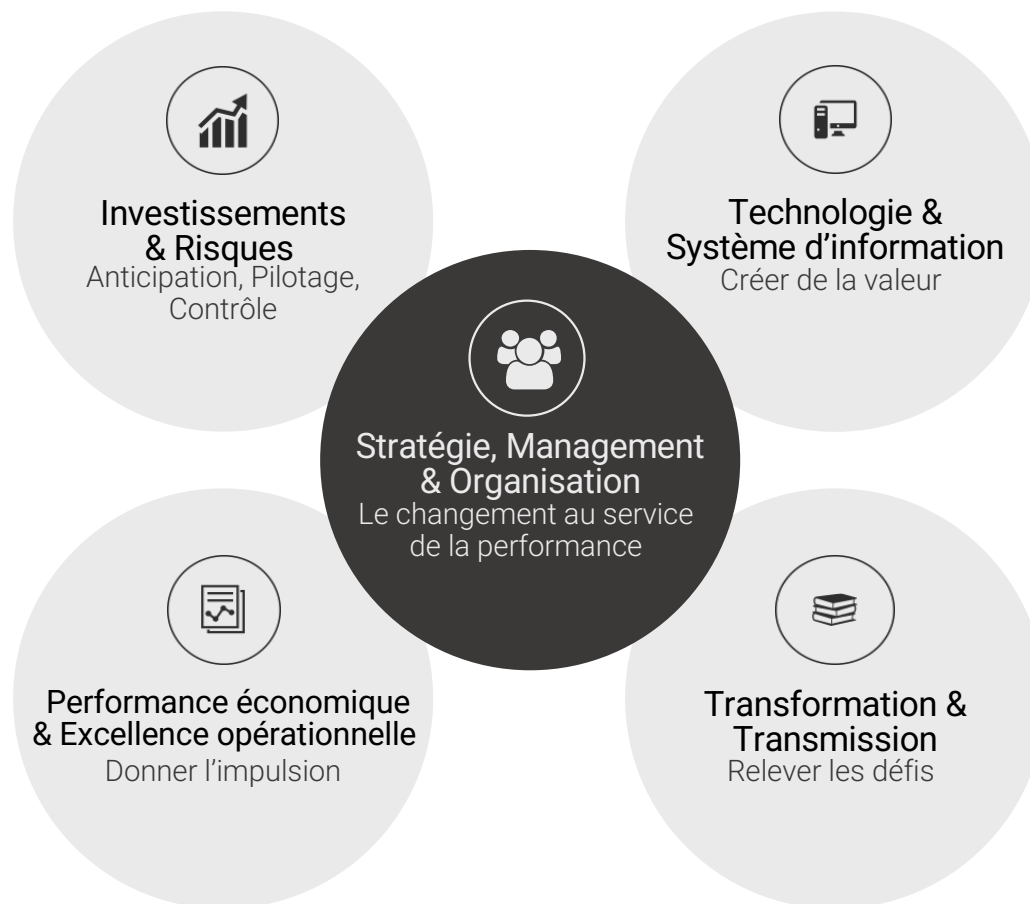 Investissements
& Risques
Anticipation, Pilotage,
Contrôle
Technologie &
Système d’information
Créer de la valeur
Stratégie, Management
& Organisation
Le changement au service
de la performance
Performance économique
& Excellence opérationnelle
Donner l’impulsion
Transformation &
Transmission
Relever les défis